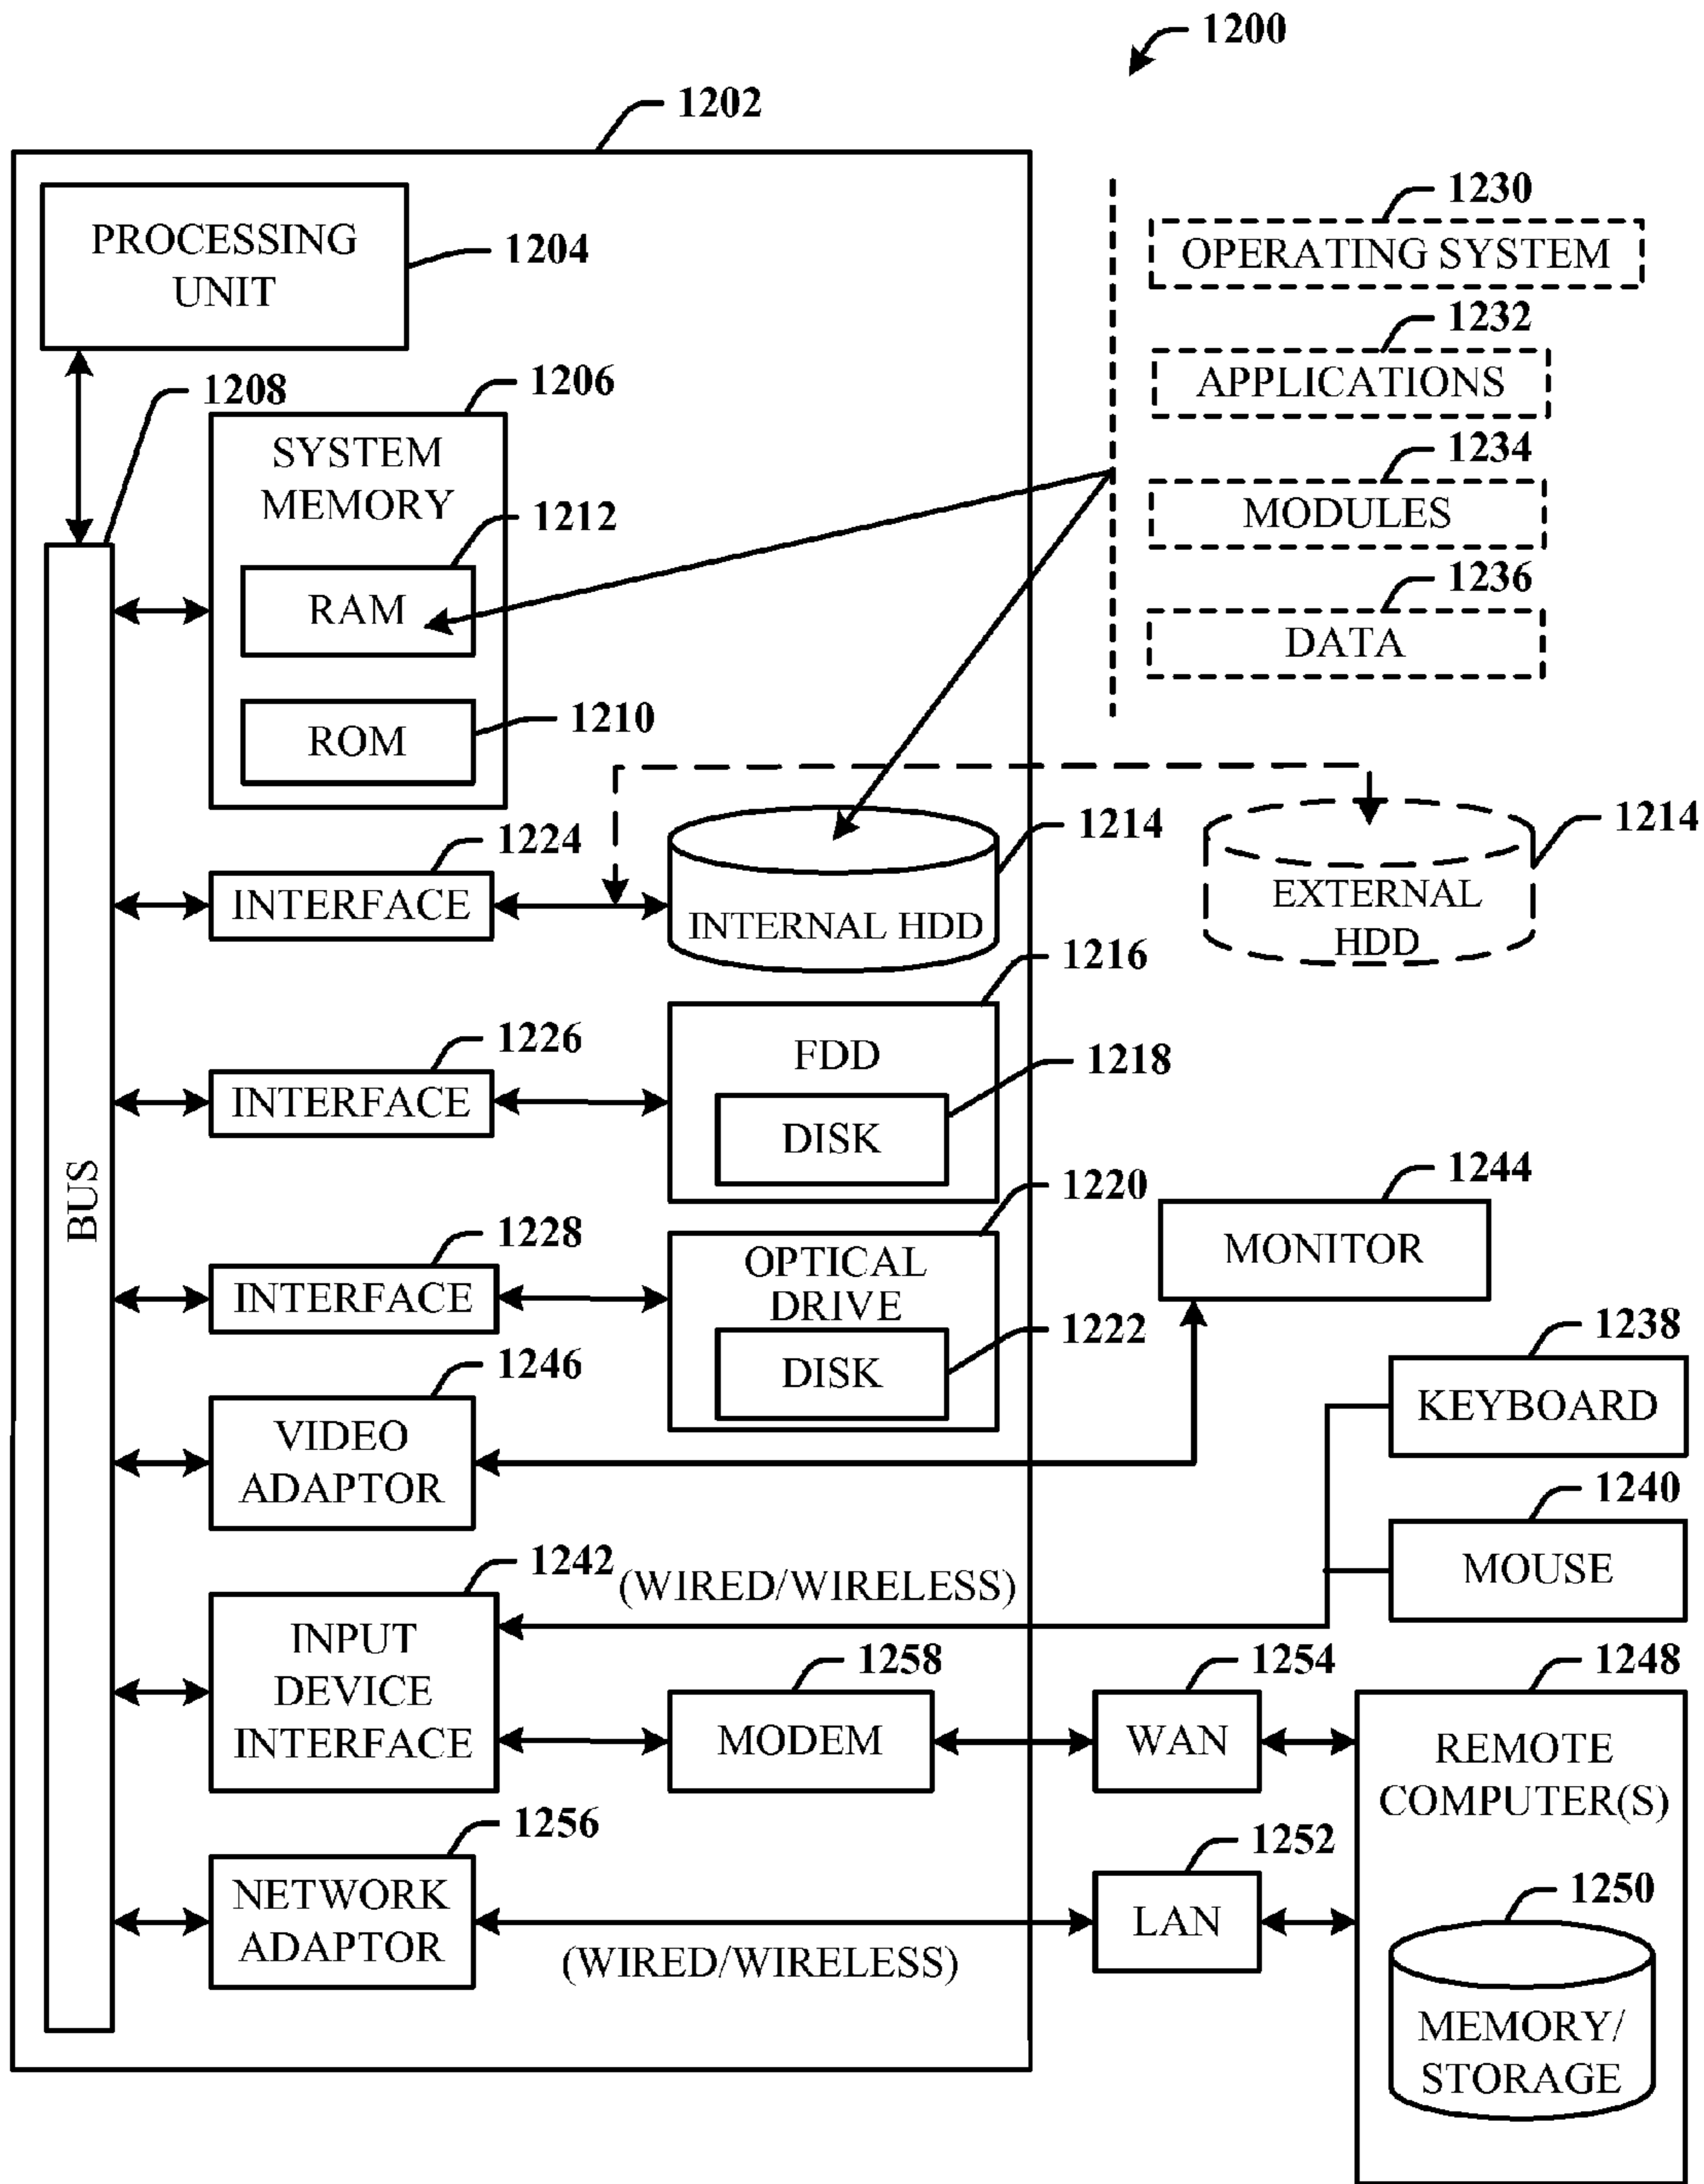 1200
1202
PROCESSING
UNIT
1204
1230
OPERATING SYSTEM
1232
APPLICATIONS
1234
MODULES
1236
DATA
1208
1206
SYSTEM
MEMORY
1212
RAM
1210
ROM
1224
INTERFACE
1214
INTERNAL HDD
1214
EXTERNAL
HDD
1216
FDD
1226
INTERFACE
1218
DISK
BUS
1220
OPTICAL
DRIVE
1228
INTERFACE
1222
DISK
1244
MONITOR
1246
VIDEO
ADAPTOR
1238
KEYBOARD
1240
MOUSE
1242
(WIRED/WIRELESS)
INPUT
DEVICE
INTERFACE
1258
MODEM
1254
WAN
1248
REMOTE
COMPUTER(S)
1256
NETWORK
ADAPTOR
(WIRED/WIRELESS)
1252
LAN
1250
MEMORY/
STORAGE